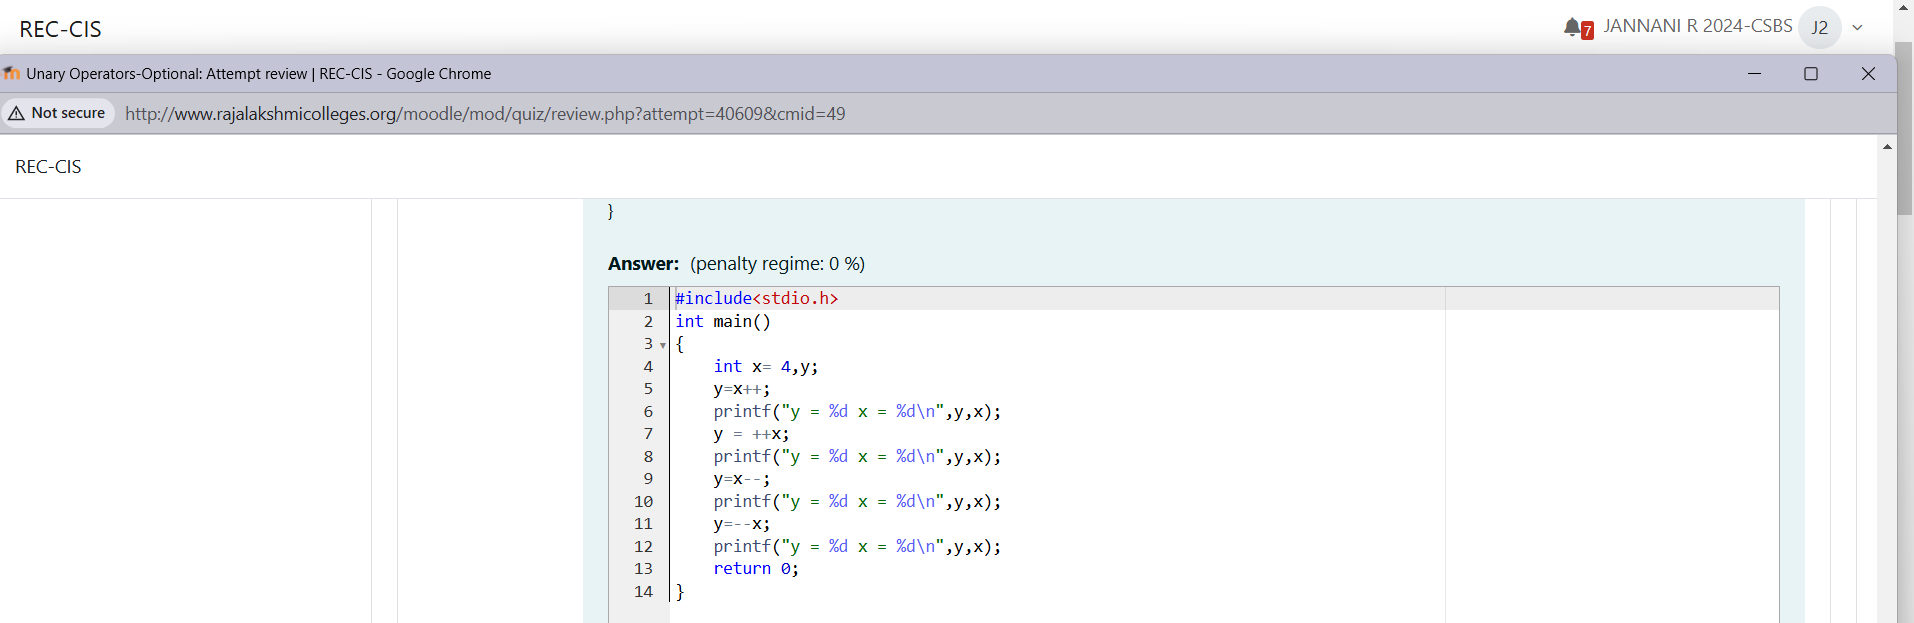 REC-CIS
7 JANNANI R 2024-CSBS J2
Unary Operators-Optional: Attempt review | REC-CIS - Google Chrome
Not secure http://www.rajalakshmicolleges.org/moodle/mod/quiz/review.php?attempt=40609&cmid=49
REC-CIS
}
Answer: (penalty regime: 0 %)
1 #include<stdio.h>
2 int main()
3 {
4     int x= 4,y;
5     y=x++;
6     printf("y = %d x = %d\n",y,x);
7     y = ++x;
8     printf("y = %d x = %d\n",y,x);
9     y=x--;
10     printf("y = %d x = %d\n",y,x);
11     y=--x;
12     printf("y = %d x = %d\n",y,x);
13     return 0;
14 }